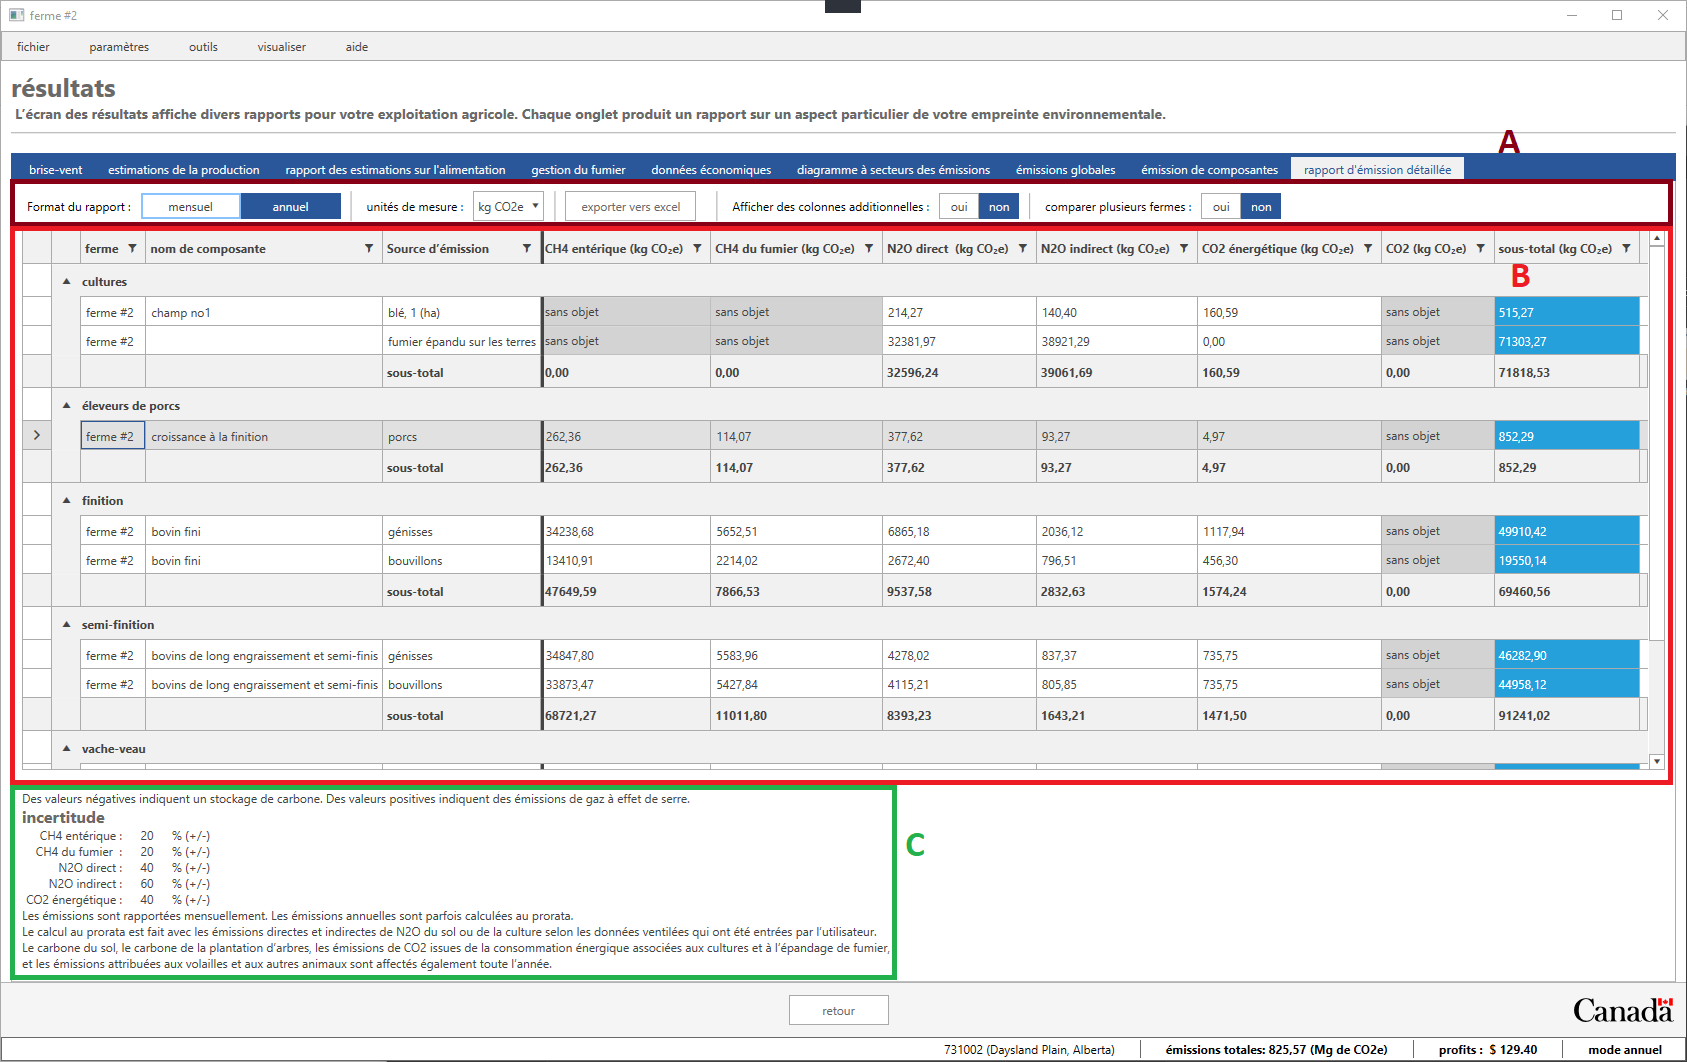 ferme #2
fichier paramètres outils visualiser aide
résultats
L'écran des résultats affiche divers rapports pour votre exploitation agricole. Chaque onglet produit un rapport sur un aspect particulier de votre empreinte environnementale.
A
brise-vent estimations de la production rapport des estimations sur l'alimentation gestion du fumier données économiques diagramme à secteurs des émissions émissions globales émission de composantes rapport d'émission détaillée
Format du rapport : mensuel annuel unités de mesure : kg CO2e exporter vers excel Afficher des colonnes additionnelles : oui non comparer plusieurs fermes : oui non
ferme nom de composante Source d'émission CH4 entérique (kg CO₂e) CH4 du fumier (kg CO₂e) N2O direct (kg CO₂e) N2O indirect (kg CO₂e) CO2 énergétique (kg CO₂e) CO2 (kg CO₂e) sous-total (kg CO₂e)
B
cultures
ferme #2 champ no1 blé, 1 (ha) sans objet sans objet 214,27 140,40 160,59 sans objet 515,27
ferme #2 fumier épandu sur les terres sans objet sans objet 32381,97 38921,29 0,00 sans objet 71303,27
sous-total 0,00 0,00 32596,24 39061,69 160,59 0,00 71818,53
éleveurs de porcs
ferme #2 croissance à la finition porcs 262,36 114,07 377,62 93,27 4,97 sans objet 852,29
sous-total 262,36 114,07 377,62 93,27 4,97 0,00 852,29
finition
ferme #2 bovin fini génisses 34238,68 5652,51 6865,18 2036,12 1117,94 sans objet 49910,42
ferme #2 bovin fini bouvillons 13410,91 2214,02 2672,40 796,51 456,30 sans objet 19550,14
sous-total 47649,59 7866,53 9537,58 2832,63 1574,24 0,00 69460,56
semi-finition
ferme #2 bovins de long engraissement et semi-finis génisses 34847,80 5583,96 4278,02 837,37 735,75 sans objet 46282,90
ferme #2 bovins de long engraissement et semi-finis bouvillons 33873,47 5427,84 4115,21 805,85 735,75 sans objet 44958,12
sous-total 68721,27 11011,80 8393,23 1643,21 1471,50 0,00 91241,02
vache-veau
Des valeurs négatives indiquent un stockage de carbone. Des valeurs positives indiquent des émissions de gaz à effet de serre.
incertitude
CH4 entérique : 20 % (+/-)
C
CH4 du fumier : 20 % (+/-)
N2O direct : 40 % (+/-)
N2O indirect : 60 % (+/-)
CO2 énergétique : 40 % (+/-)
Les émissions sont rapportées mensuellement. Les émissions annuelles sont parfois calculées au prorata.
Le calcul au prorata est fait avec les émissions directes et indirectes de N2O du sol ou de la culture selon les données ventilées qui ont été entrées par l'utilisateur.
Le carbone du sol, le carbone de la plantation d'arbres, les émissions de CO2 issues de la consommation énergique associées aux cultures et à l'épandage de fumier,
et les émissions attribuées aux volailles et aux autres animaux sont affectés également toute l'année.
retour
Canada
731002 (Daysland Plain, Alberta) émissions totales: 825,57 (Mg de CO2e) profits : $ 129.40 mode annuel